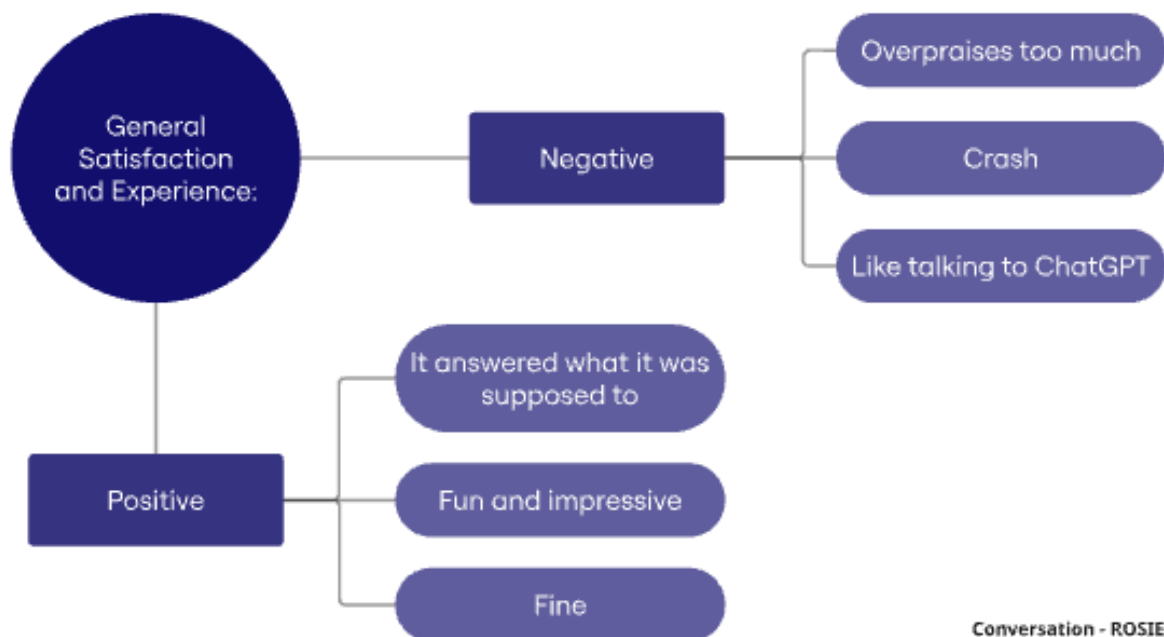 General
Satisfaction
and Experience:
Negative
Overpraises too much
Crash
Like talking to ChatGPT
Positive
It answered what it was
supposed to
Fun and impressive
Fine
Conversation - ROSIE